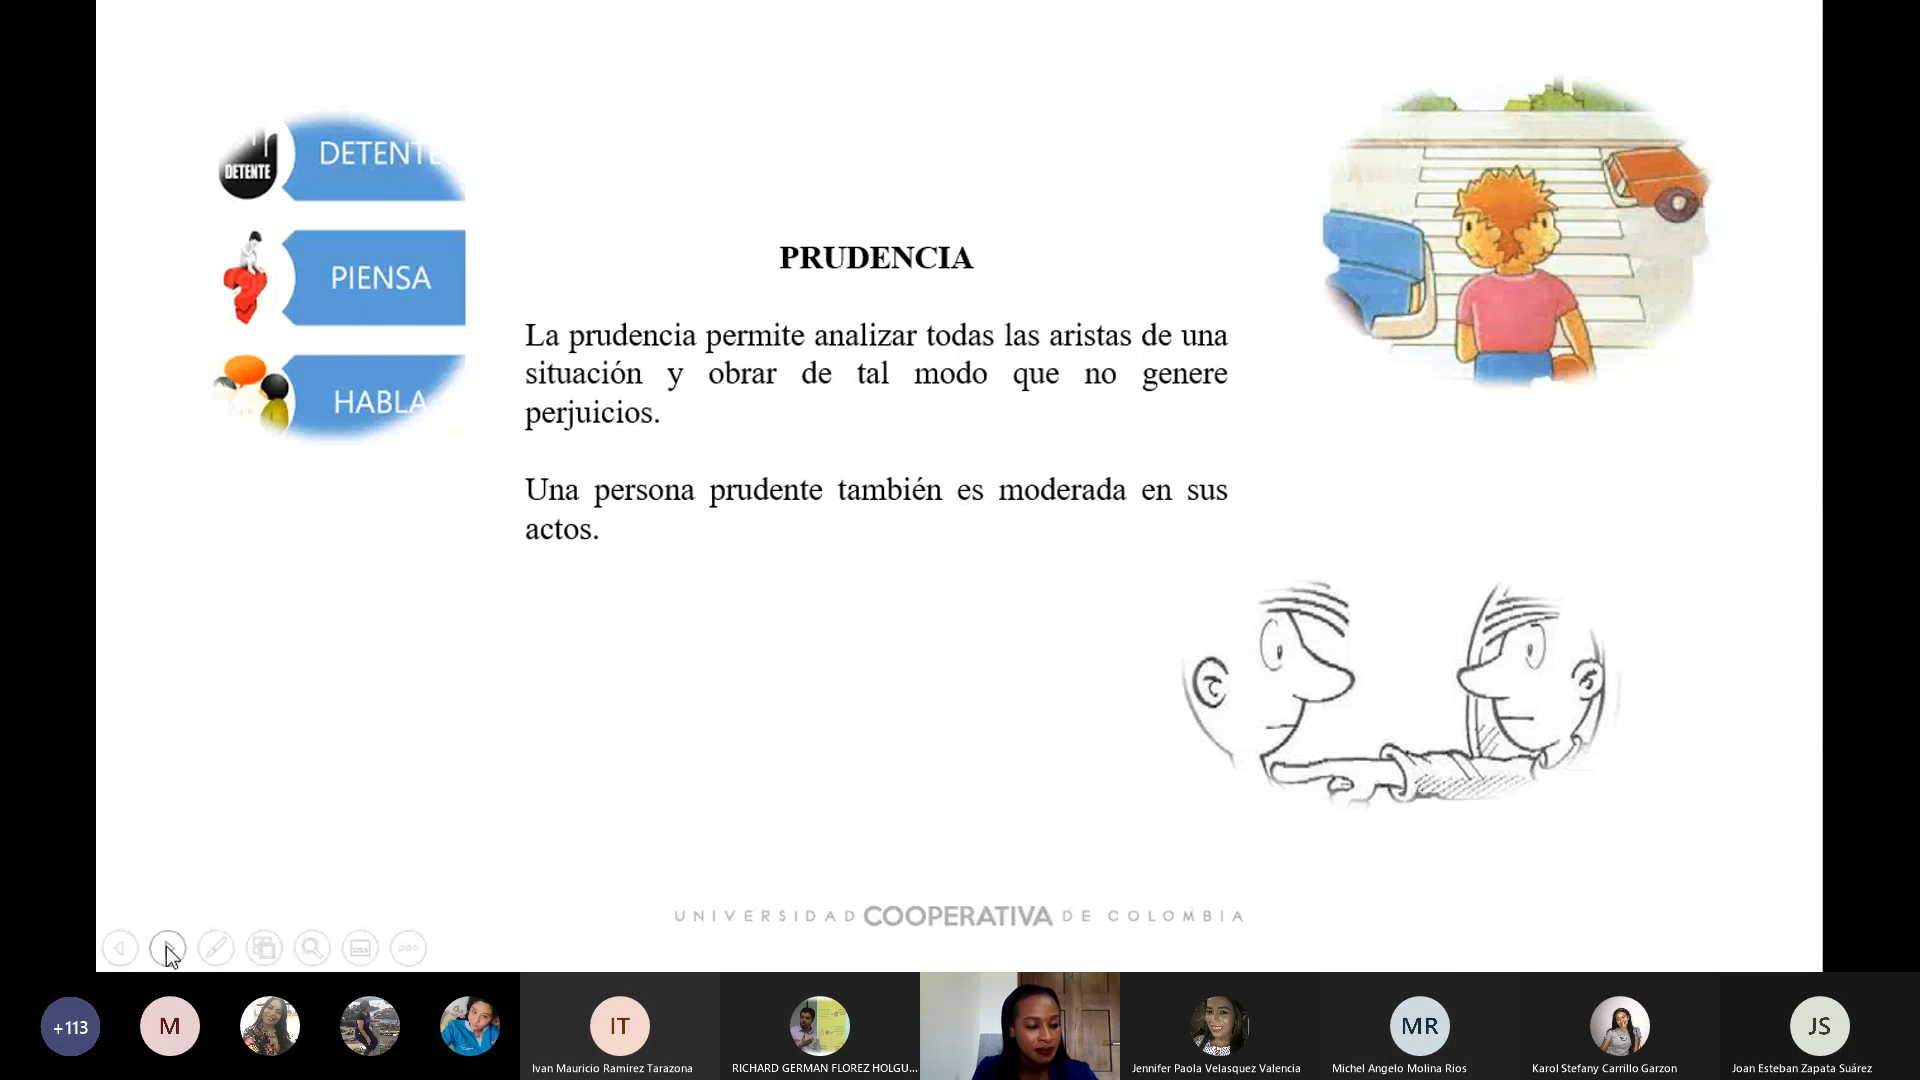 DETENTE
DETENTE
PIENSA
HABLA
PRUDENCIA
La prudencia permite analizar todas las aristas de una
situación y obrar de tal modo que no genere
perjuicios.
Una persona prudente también es moderada en sus
actos.
UNIVERSIDAD COOPERATIVA DE COLOMBIA
+113
M
IT
MR
JS
Ivan Mauricio Ramirez Tarazona
RICHARD GERMAN FLOREZ HOLGU...
Jennifer Paola Velasquez Valencia
Michel Angelo Molina Rios
Karol Stefany Carrillo Garzon
Joan Esteban Zapata Suárez